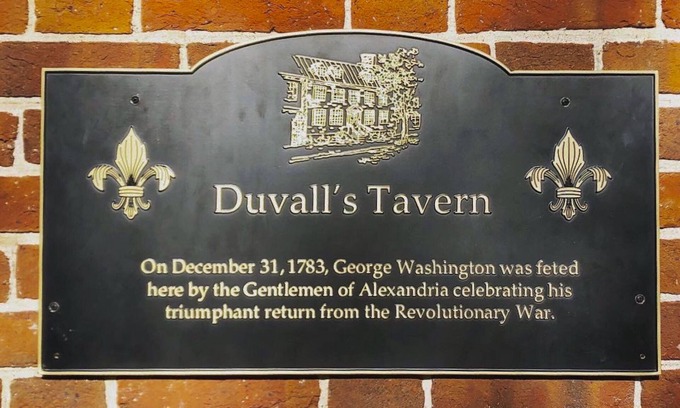 Duvall's Tavern
On December 31, 1783, George Washington was feted
here by the Gentlemen of Alexandria celebrating his
triumphant return from the Revolutionary War.